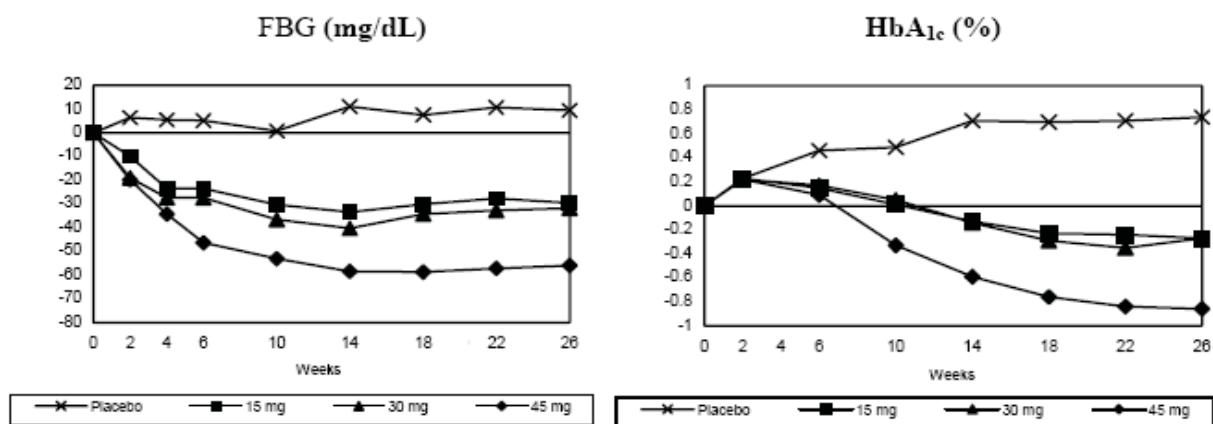 FBG (mg/dL)
20
10
0
-10
-20
-30
-40
-50
-60
-70
-80
0 2 4 6 10 14 18 22 26
Weeks
Placebo 15 mg 30 mg 45 mg
HbA1c (%)
1
0.8
0.6
0.4
0.2
0
-0.2
-0.4
-0.6
-0.8
-1
0 2 6 10 14 18 22 26
Weeks
Placebo 15 mg 30 mg 45 mg